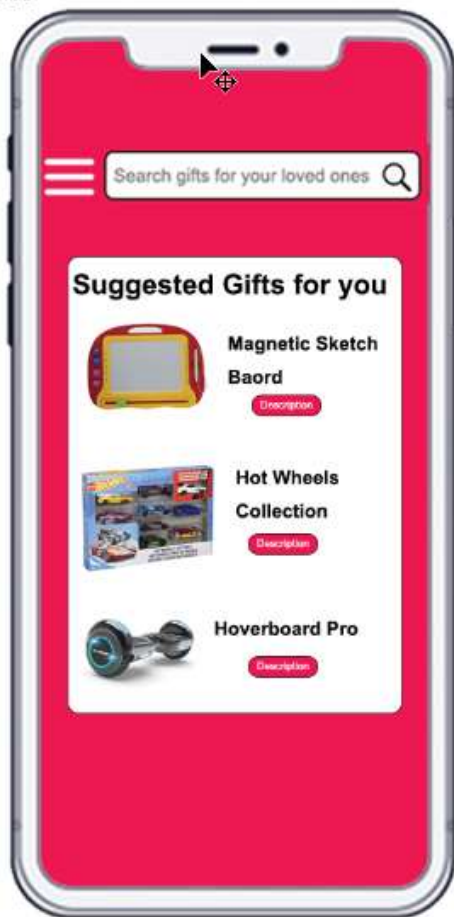 Search gifts for your loved ones
Suggested Gifts for you
Magnetic Sketch
Baord
Description
Hot Wheels
Collection
Description
Hoverboard Pro
Description